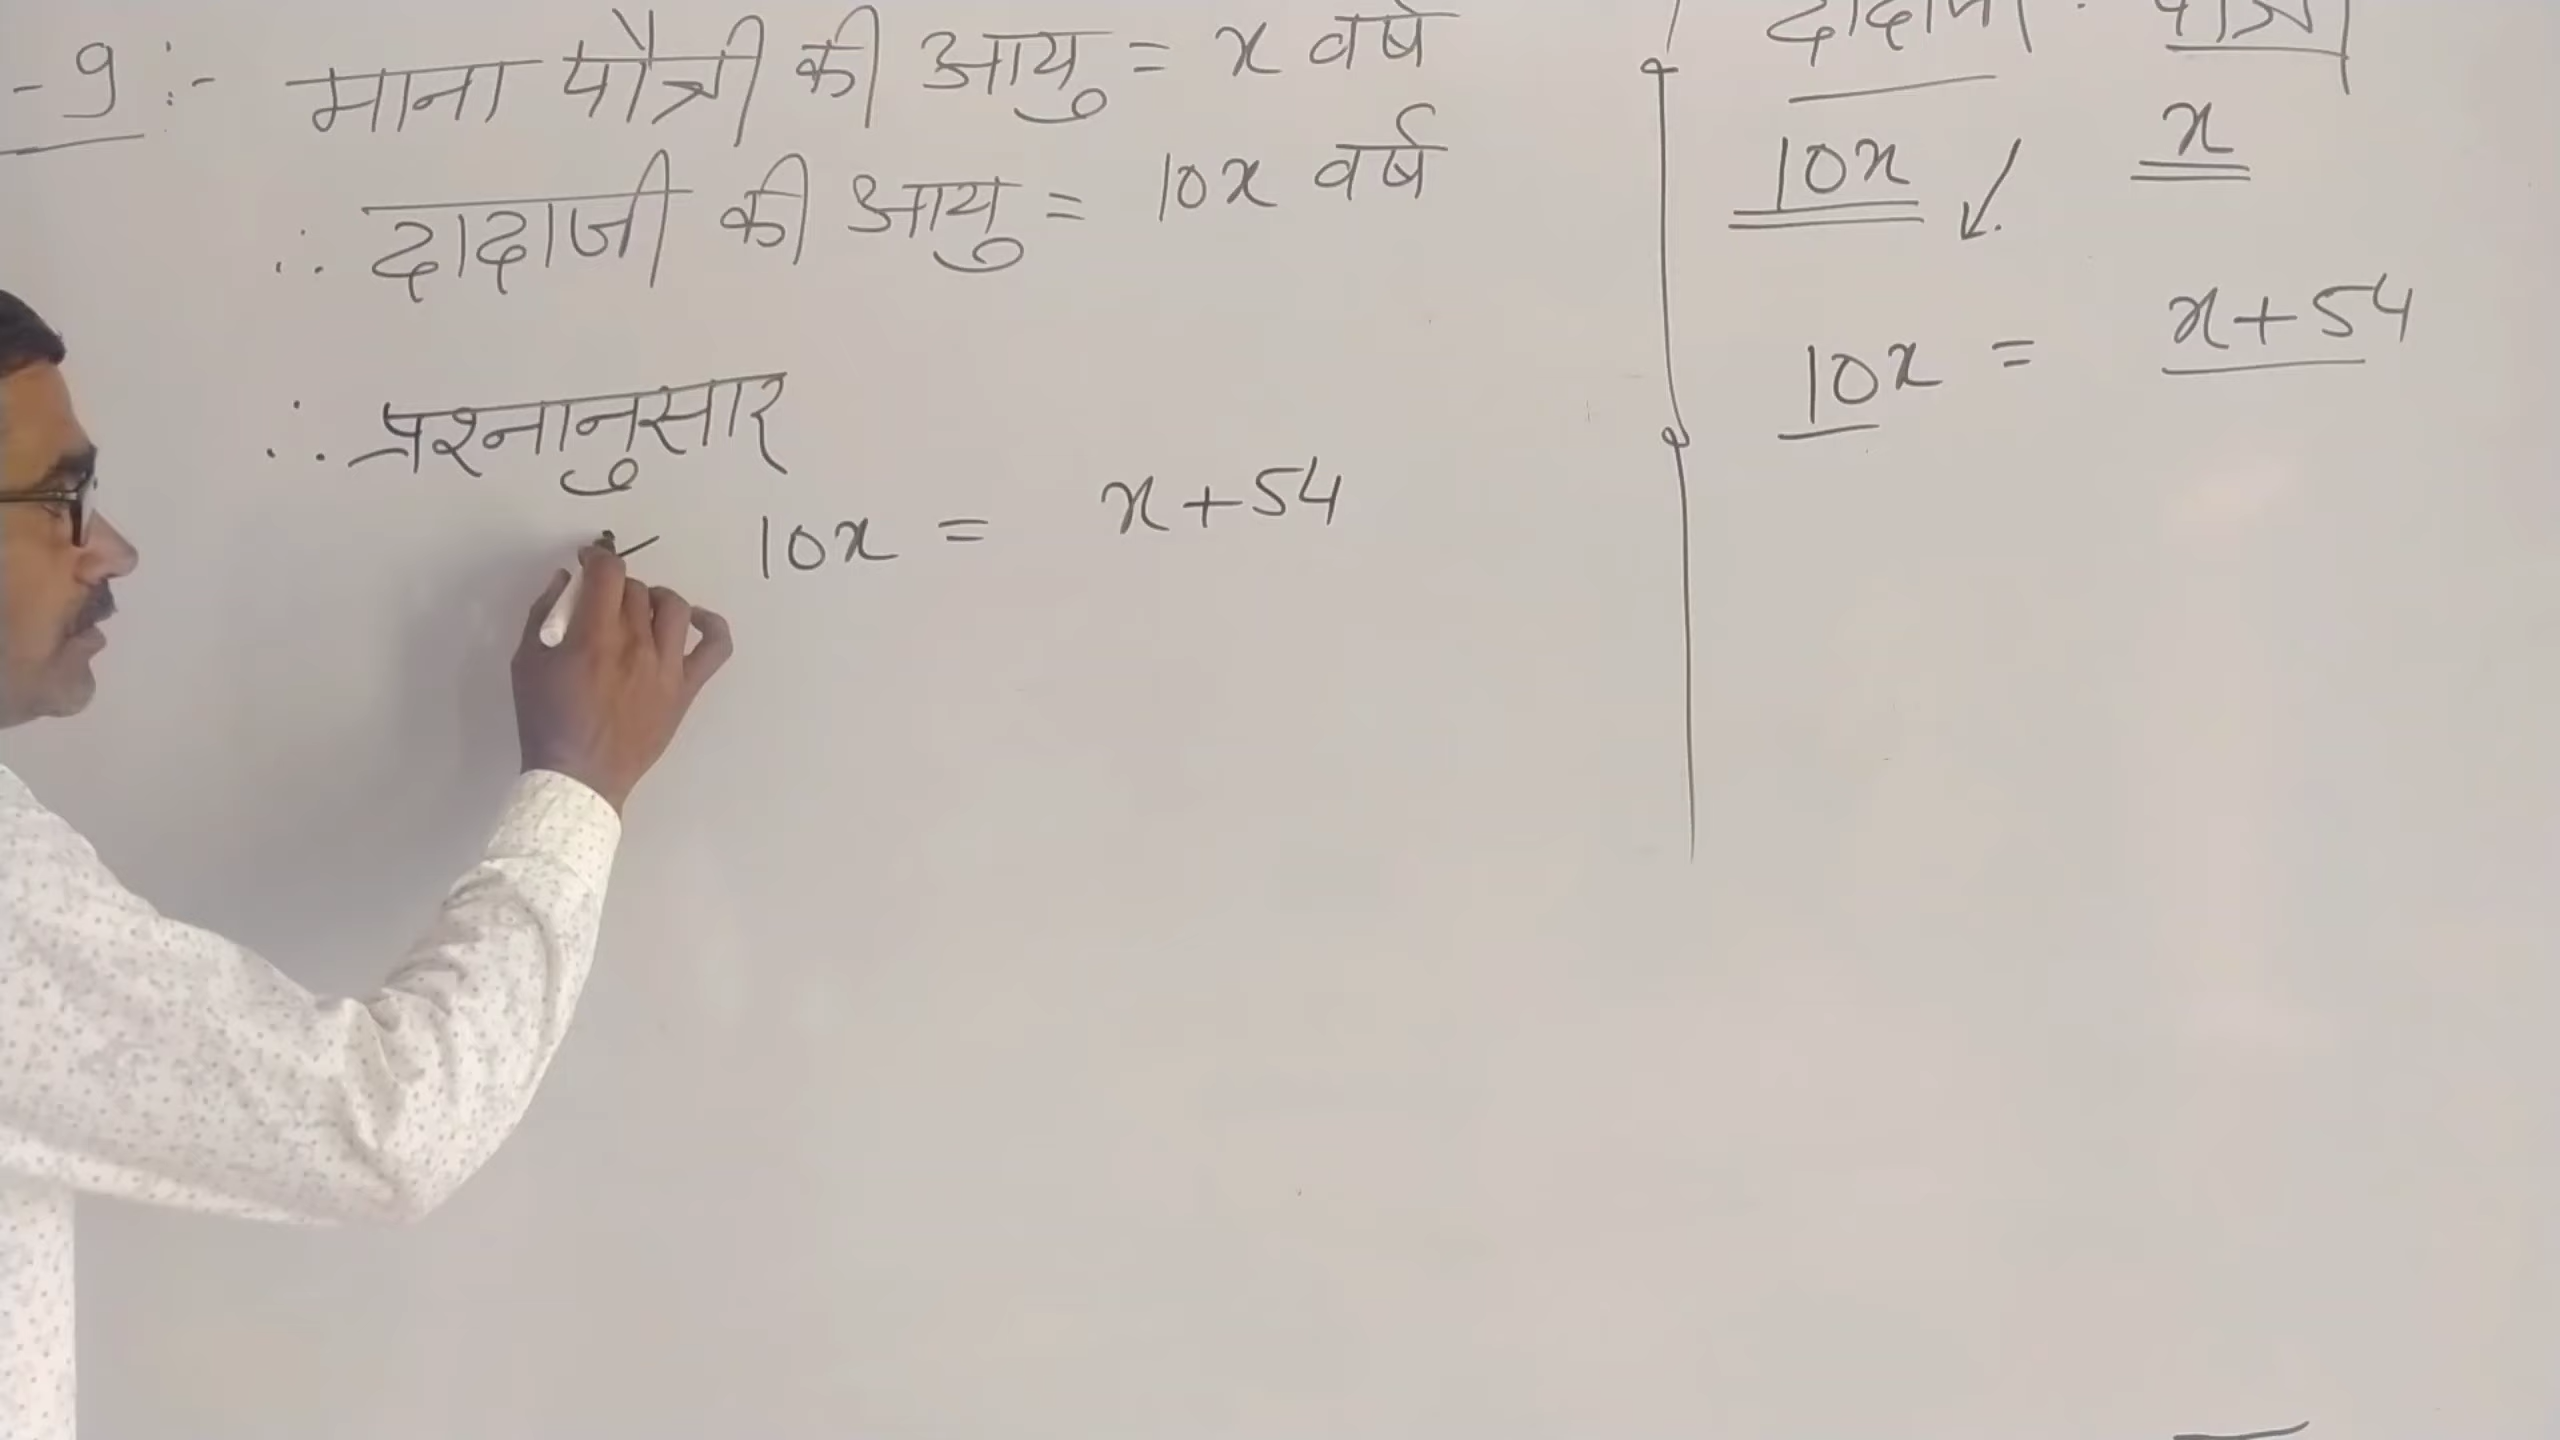 -9 :- माना पौत्री की आयु = x वर्ष
∴ दादाजी की आयु = 10x वर्ष
∴ प्रश्नानुसार
10x = x+54
दादाजी : पौत्री
10x x
10x = x+54